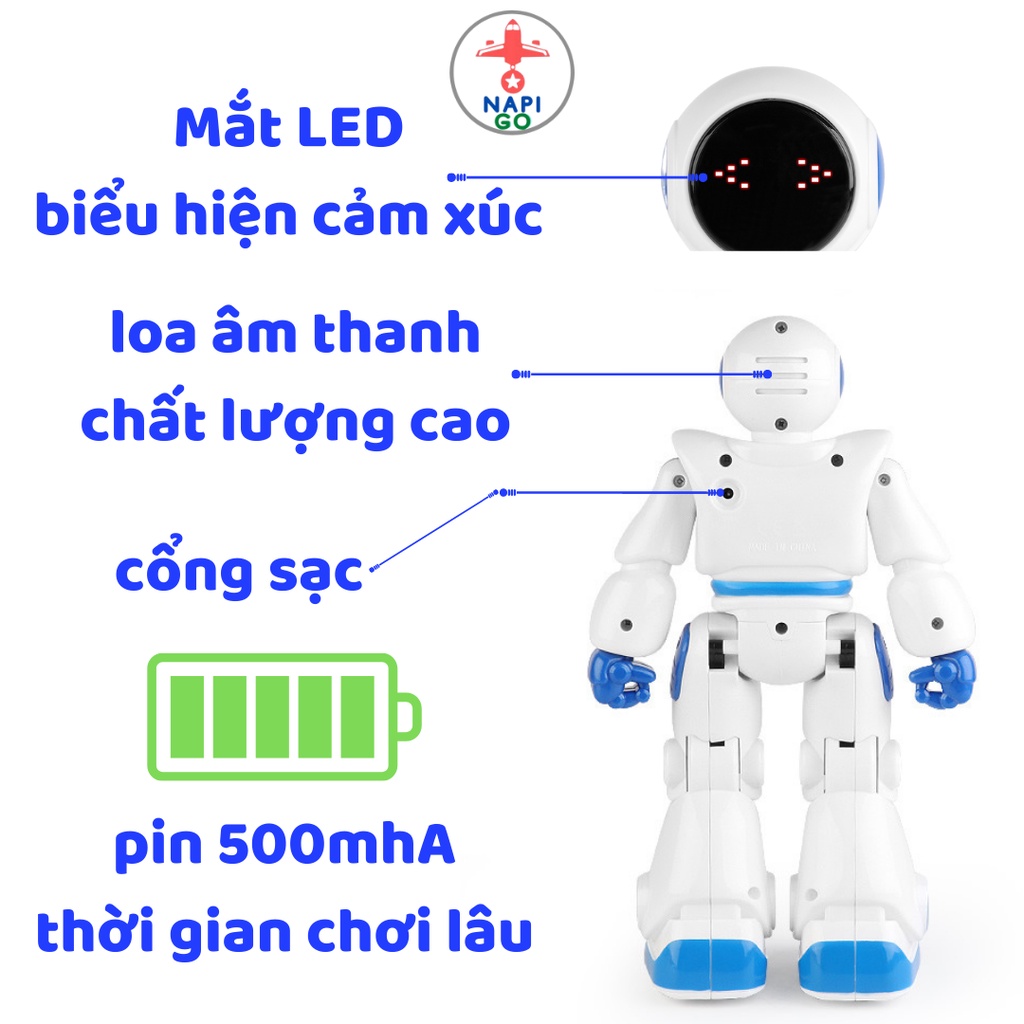 NAPI
GO
Mắt LED
biểu hiện cảm xúc
loa âm thanh
chất lượng cao
cổng sạc
pin 500mhA
thời gian chơi lâu